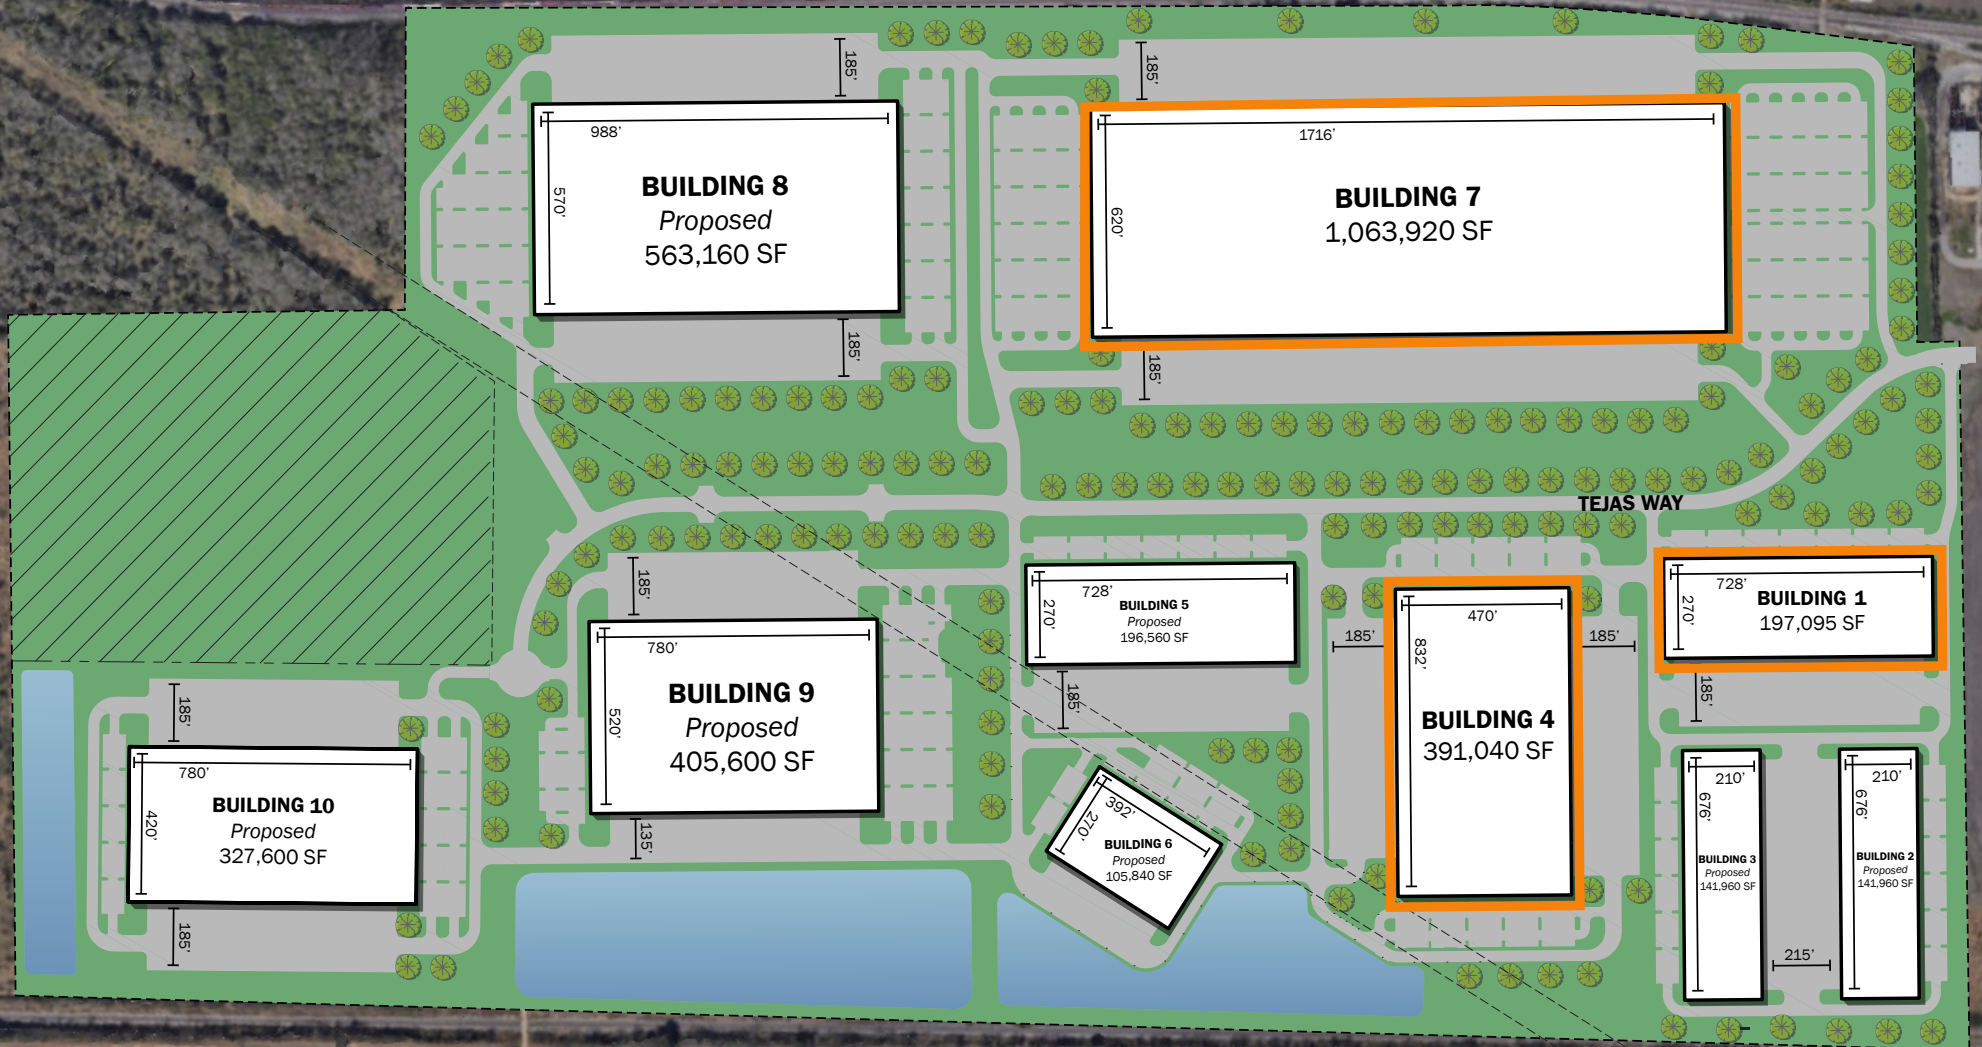 185'
988'
570'
BUILDING 8
Proposed
563,160 SF
185'
185'
1716'
620'
BUILDING 7
1,063,920 SF
185'
TEJAS WAY
185'
780'
520'
BUILDING 9
Proposed
405,600 SF
135'
728'
270'
BUILDING 5
Proposed
196,560 SF
185'
185'
470'
832'
BUILDING 4
391,040 SF
185'
728'
270'
BUILDING 1
197,095 SF
185'
185'
780'
420'
BUILDING 10
Proposed
327,600 SF
185'
392'
270'
BUILDING 6
Proposed
105,840 SF
210'
676'
BUILDING 3
Proposed
141,960 SF
215'
210'
676'
BUILDING 2
Proposed
141,960 SF